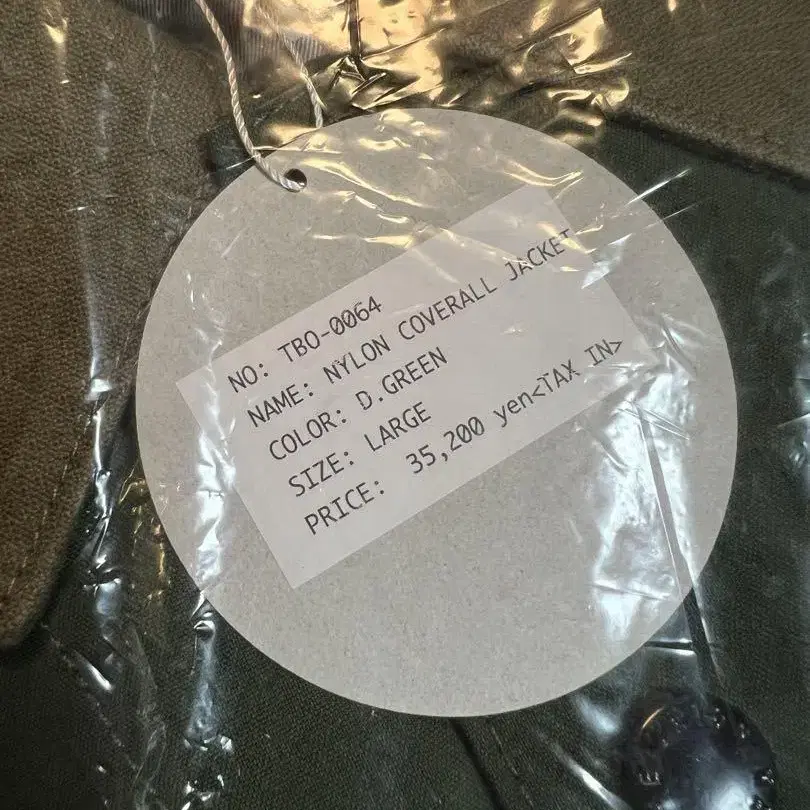 NO: TBO-0064
NAME: NYLON COVERALL JACKET
COLOR: D.GREEN
SIZE: LARGE
PRICE: 35,200 yen<TAX IN>